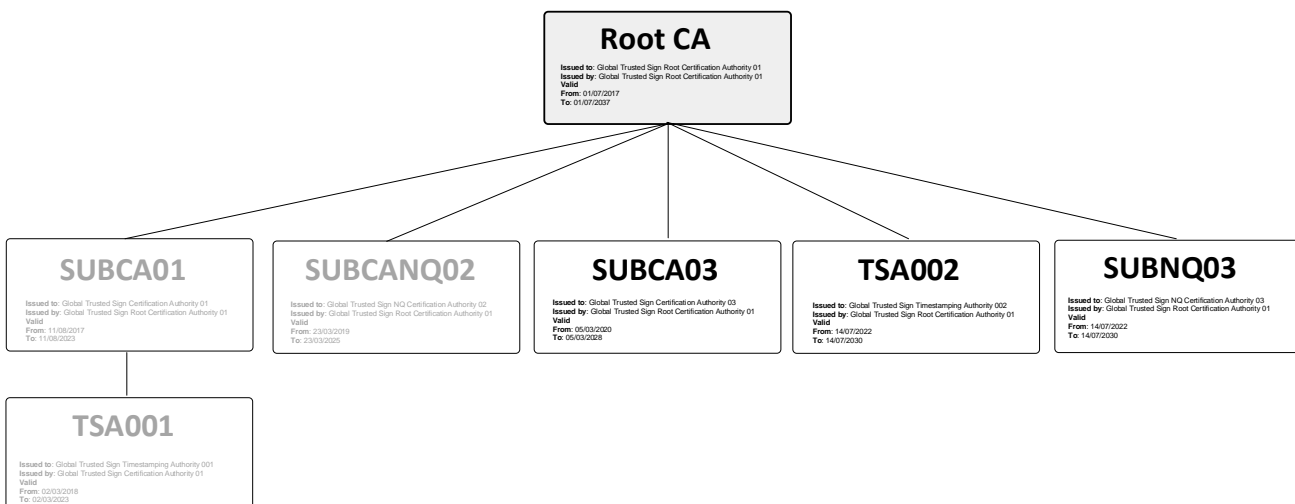 Root CA
Issued to: Global Trusted Sign Root Certification Authority 01
Issued by: Global Trusted Sign Root Certification Authority 01
Valid
From: 01/07/2017
To: 01/07/2037
SUBCA01
Issued to: Global Trusted Sign Certification Authority 01
Issued by: Global Trusted Sign Root Certification Authority 01
Valid
From: 11/08/2017
To: 11/08/2023
SUBCANQ02
Issued to: Global Trusted Sign NQ Certification Authority 02
Issued by: Global Trusted Sign Root Certification Authority 01
Valid
From: 23/03/2019
To: 23/03/2025
SUBCA03
Issued to: Global Trusted Sign Certification Authority 03
Issued by: Global Trusted Sign Root Certification Authority 01
Valid
From: 05/03/2020
To: 05/03/2028
TSA002
Issued to: Global Trusted Sign Timestamping Authority 002
Issued by: Global Trusted Sign Root Certification Authority 01
Valid
From: 14/07/2022
To: 14/07/2030
SUBNQ03
Issued to: Global Trusted Sign NQ Certification Authority 03
Issued by: Global Trusted Sign Root Certification Authority 01
Valid
From: 14/07/2022
To: 14/07/2030
TSA001
Issued to: Global Trusted Sign Timestamping Authority 001
Issued by: Global Trusted Sign Certification Authority 01
Valid
From: 02/03/2018
To: 02/03/2023